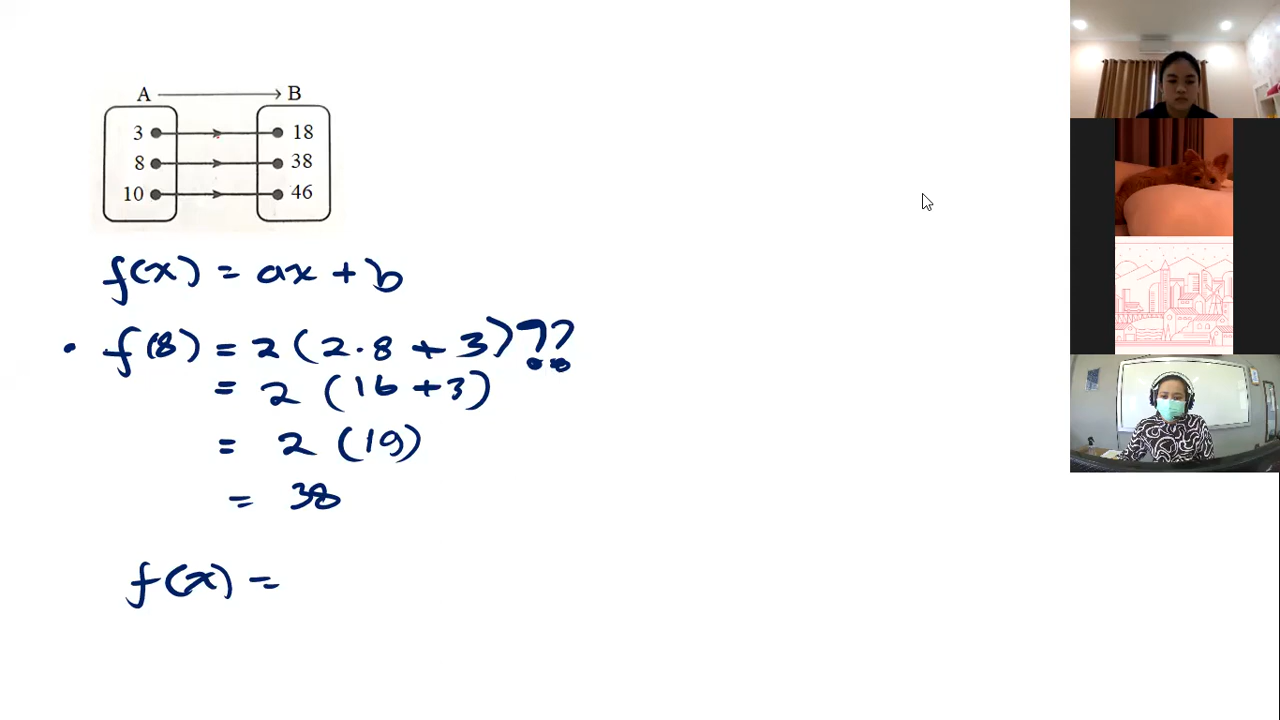 A B
3 18
8 38
10 46
f(x) = ax + b
• f(8) = 2 (2.8 + 3) ??
= 2 (16 + 3)
= 2 (19)
= 38
f(x) =